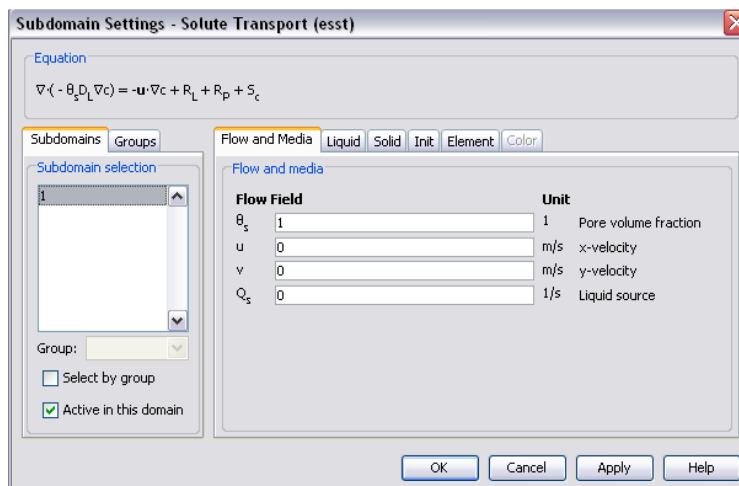 Subdomain Settings - Solute Transport (esst)
Equation
∇·( - θsDL∇c) = -u·∇c + RL + Rp + Sc
Subdomains Groups
Subdomain selection
1
Group:
Select by group
Active in this domain
Flow and Media Liquid Solid Init Element Color
Flow and media
Flow Field Unit
θs 1 1 Pore volume fraction
u 0 m/s x-velocity
v 0 m/s y-velocity
Qs 0 1/s Liquid source
OK Cancel Apply Help